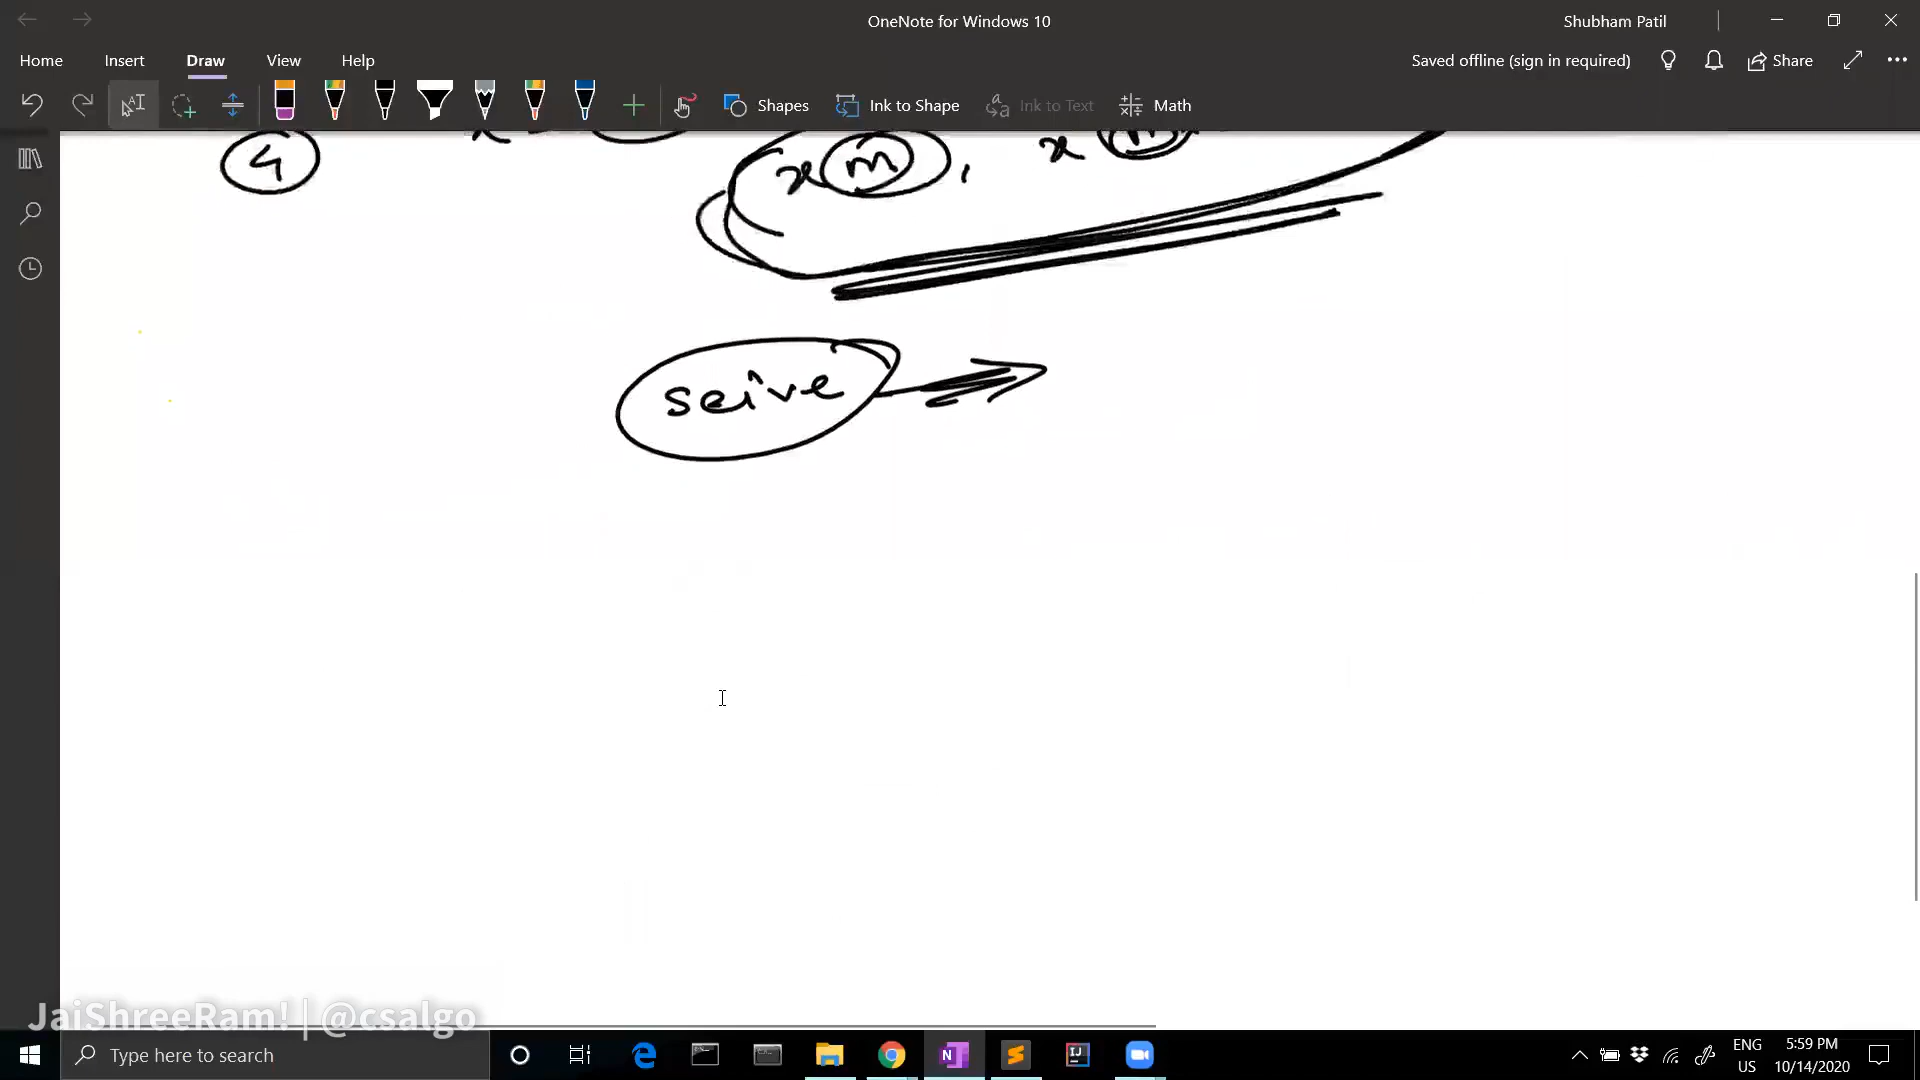 OneNote for Windows 10
Shubham Patil
Home Insert Draw View Help
Saved offline (sign in required)
Share
Shapes
Ink to Shape
Ink to Text
Math
4
x m , x
seive
JaiShreeRam! | @csalgo
Type here to search
ENG
US
5:59 PM
10/14/2020